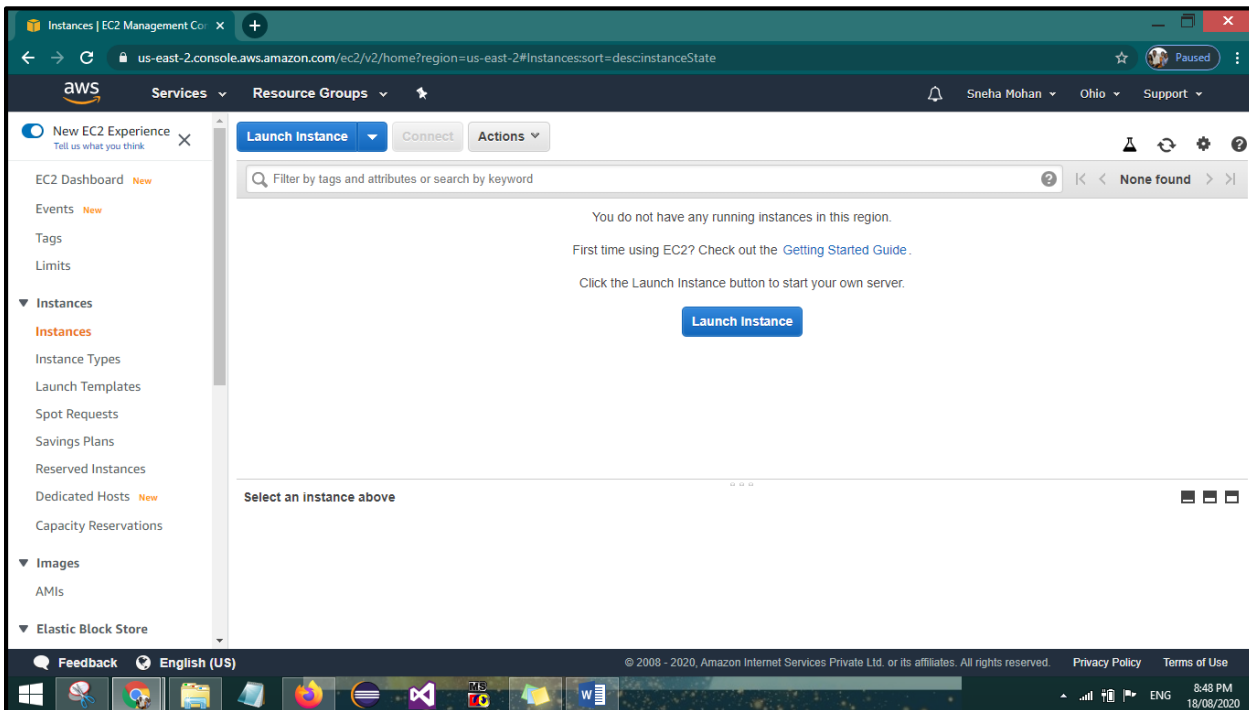 Instances | EC2 Management Con
us-east-2.console.aws.amazon.com/ec2/v2/home?region=us-east-2#Instances:sort=desc:instanceState
Paused
aws Services Resource Groups Sneha Mohan Ohio Support
New EC2 Experience
Tell us what you think
Launch Instance Connect Actions
Filter by tags and attributes or search by keyword None found
EC2 Dashboard New
Events New
Tags
Limits
Instances
Instances
Instance Types
Launch Templates
Spot Requests
Savings Plans
Reserved Instances
Dedicated Hosts New
Capacity Reservations
Images
AMIs
Elastic Block Store
You do not have any running instances in this region.
First time using EC2? Check out the Getting Started Guide.
Click the Launch Instance button to start your own server.
Launch Instance
Select an instance above
Feedback English (US) © 2008 - 2020, Amazon Internet Services Private Ltd. or its affiliates. All rights reserved. Privacy Policy Terms of Use
MS
ENG
8:48 PM
18/08/2020